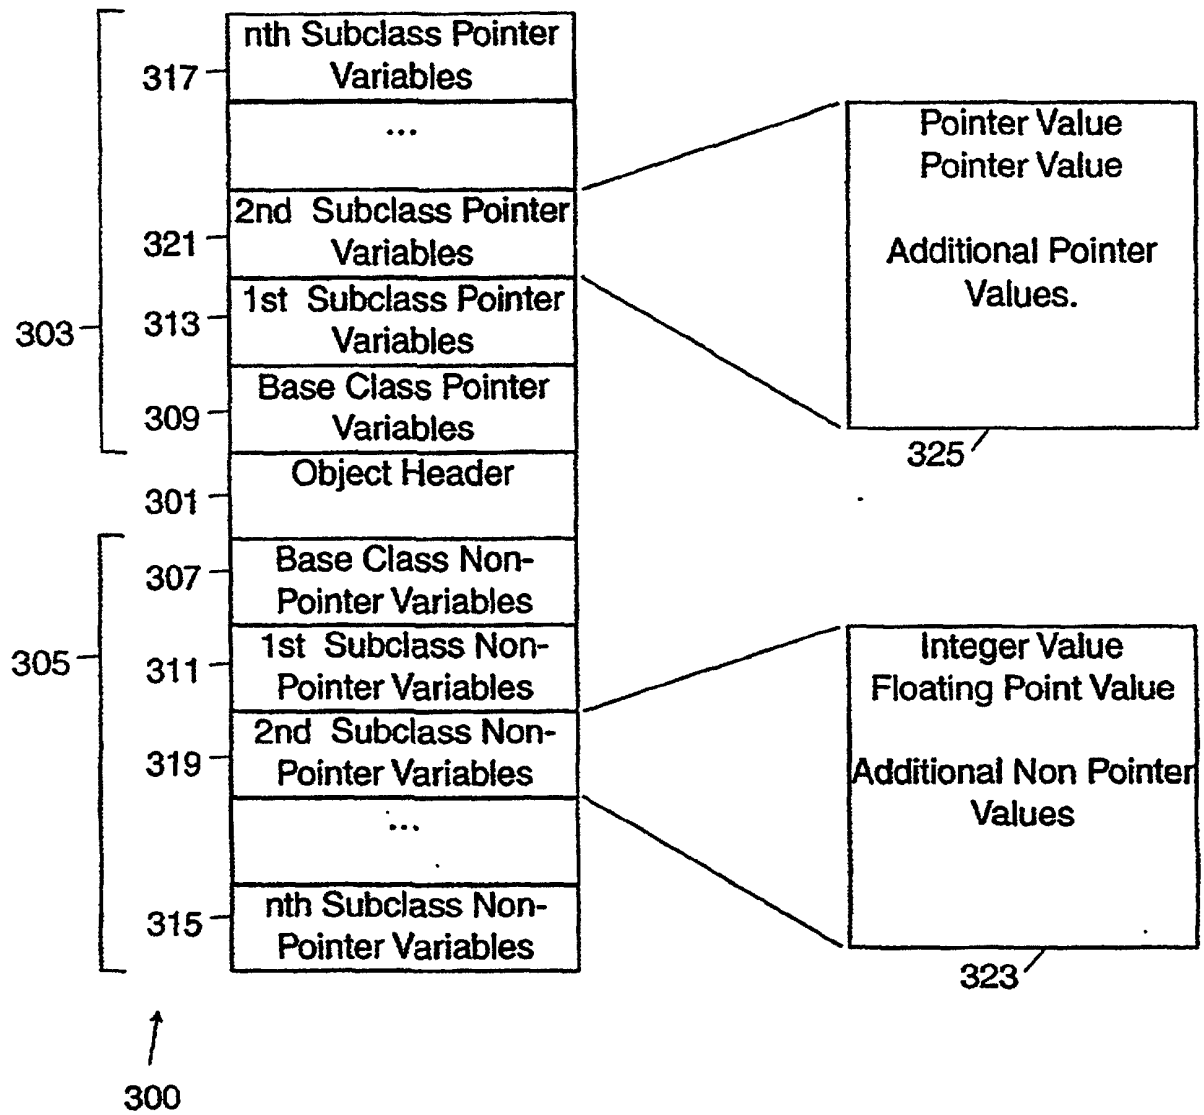 nth Subclass Pointer
Variables
317
...
2nd Subclass Pointer
Variables
321
1st Subclass Pointer
Variables
313
303
Base Class Pointer
Variables
309
Object Header
301
Base Class Non-
Pointer Variables
307
1st Subclass Non-
Pointer Variables
311
305
2nd Subclass Non-
Pointer Variables
319
...
nth Subclass Non-
Pointer Variables
315
300
Pointer Value
Pointer Value
Additional Pointer
Values.
325
Integer Value
Floating Point Value
Additional Non Pointer
Values
323